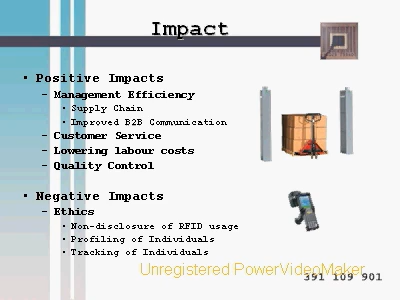 Impact
• Positive Impacts
– Management Efficiency
• Supply Chain
• Improved B2B Communication
– Customer Service
– Lowering labour costs
– Quality Control
• Negative Impacts
– Ethics
• Non-disclosure of RFID usage
• Profiling of Individuals
• Tracking of Individuals
Unregistered PowerVideoMaker
391 109 901